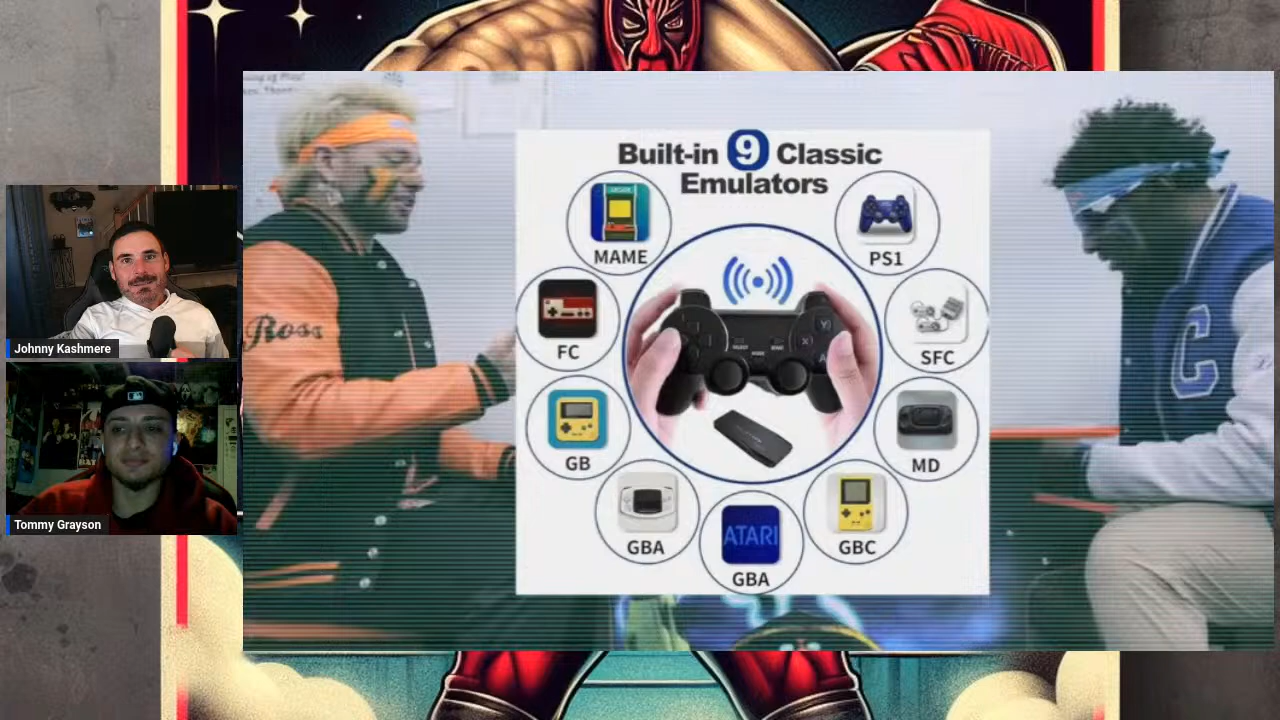 Built-in 9 Classic
Emulators
MAME
PS1
FC
SFC
GB
MD
GBA
GBC
ATARI
GBA
Ross
C
Y
X
A
Johnny Kashmere
Tommy Grayson